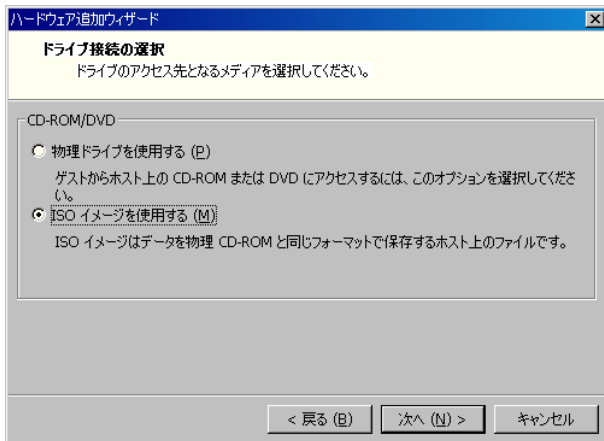 ハードウェア追加ウィザード
ドライブ接続の選択
ドライブのアクセス先となるメディアを選択してください。
CD-ROM/DVD
物理ドライブを使用する (P)
ゲストからホスト上の CD-ROM または DVD にアクセスするには、このオプションを選択してくださ
い。
ISO イメージを使用する (M)
ISO イメージはデータを物理 CD-ROM と同じフォーマットで保存するホスト上のファイルです。
< 戻る (B)
次へ (N) >
キャンセル